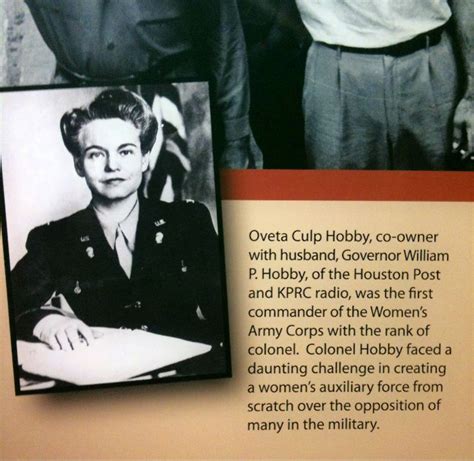 Oveta Culp Hobby, co-owner
with husband, Governor William
P. Hobby, of the Houston Post
and KPRC radio, was the first
commander of the Women's
Army Corps with the rank of
colonel.  Colonel Hobby faced a
daunting challenge in creating
a women's auxiliary force from
scratch over the opposition of
many in the military.